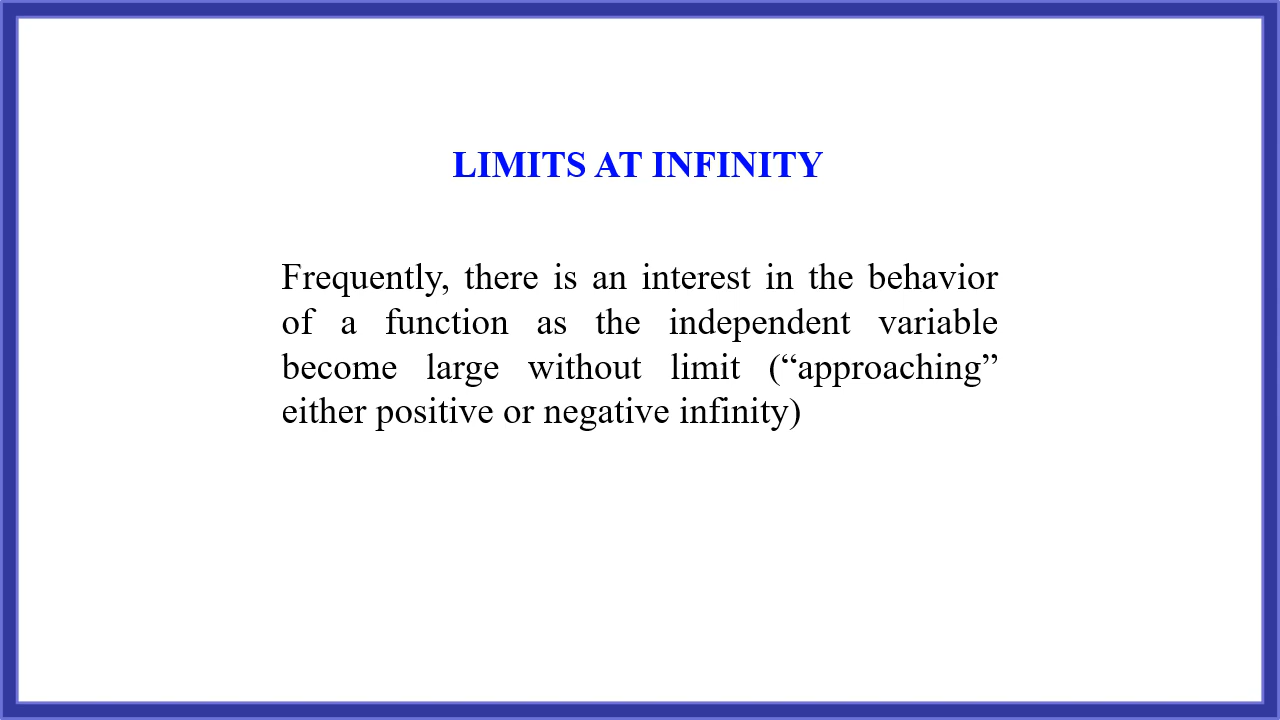 LIMITS AT INFINITY
Frequently, there is an interest in the behavior
of a function as the independent variable
become large without limit (“approaching”
either positive or negative infinity)